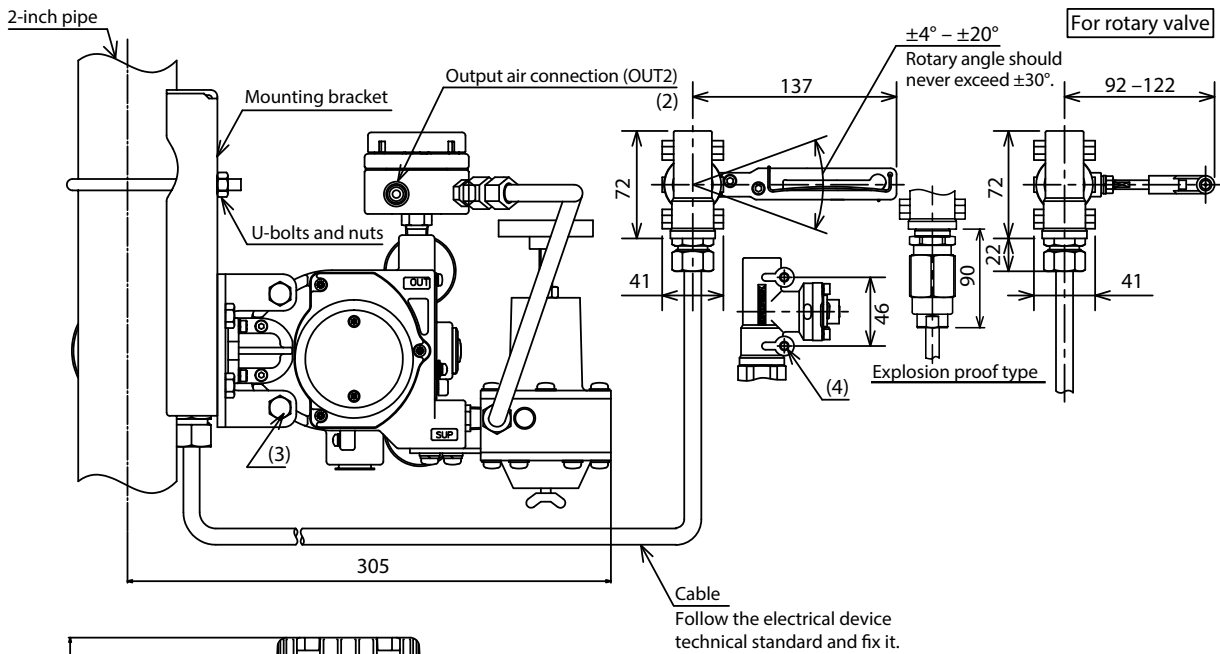 2-inch pipe
For rotary valve
±4° – ±20°
Rotary angle should
never exceed ±30°.
Output air connection (OUT2)
(2)
Mounting bracket
137
92 –122
72
72
U-bolts and nuts
22
41
41
OUT
46
90
Explosion proof type
(4)
SUP
(3)
305
Cable
Follow the electrical device
technical standard and fix it.